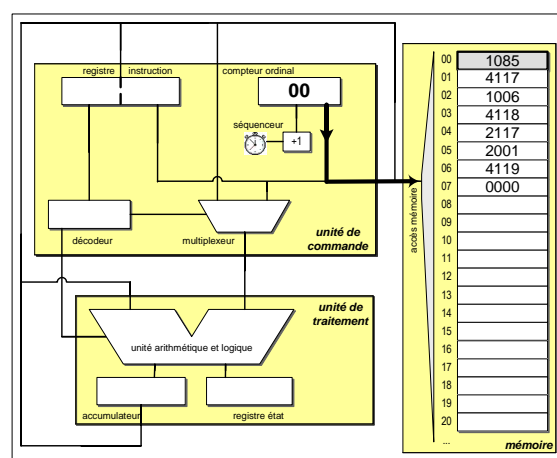 registre instruction
compteur ordinal
00
séquenceur
+1
décodeur
multiplexeur
unité de
commande
unité de
traitement
unité arithmétique et logique
accumulateur
registre état
accès mémoire
00 1085
01 4117
02 1006
03 4118
04 2117
05 2001
06 4119
07 0000
08
09
10
11
12
13
14
15
16
17
18
19
20
...
mémoire